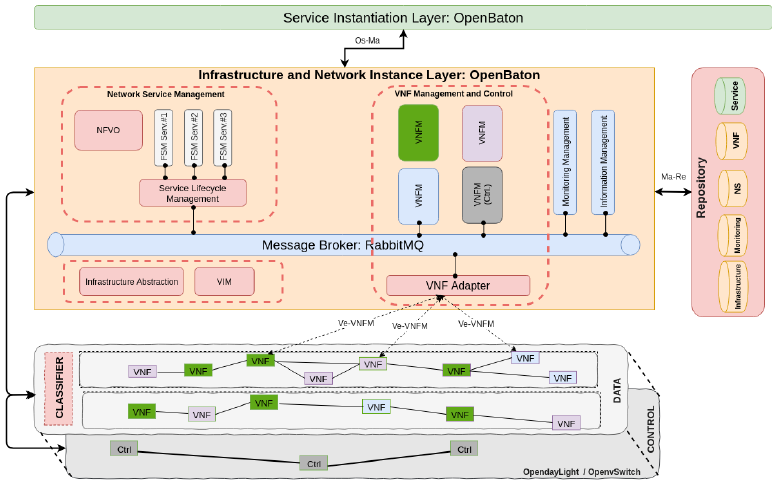 Service Instantiation Layer: OpenBaton
Os-Ma
Infrastructure and Network Instance Layer: OpenBaton
Network Service Management
NFVO
FSM Serv.#1
FSM Serv.#2
FSM Serv.#3
Service Lifecycle
Management
VNF Management and Control
VNFM
VNFM
VNFM
VNFM
(Ctrl.)
Monitoring Management
Information Management
Message Broker: RabbitMQ
Infrastructure Abstraction
VIM
VNF Adapter
Ma-Re
Repository
Service
VNF
NS
Monitoring
Infrastructure
Ve-VNFM
Ve-VNFM
Ve-VNFM
CLASSIFIER
VNF
VNF
VNF
VNF
VNF
VNF
VNF
VNF
VNF
VNF
VNF
VNF
VNF
VNF
DATA
CONTROL
Ctrl
Ctrl
Ctrl
OpendayLight / OpenvSwitch